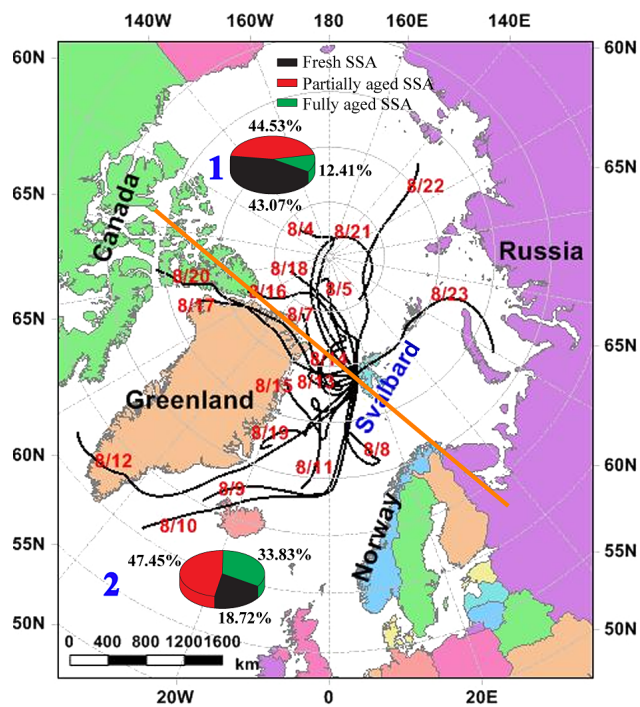 140W 160W 180 160E 140E
60N 60N
Fresh SSA
Partially aged SSA
Fully aged SSA
44.53%
1
12.41%
43.07%
65N 65N
8/22
Canada
8/4 8/21
Russia
8/18
8/20 8/16 8/5
8/23
8/17
8/7
65N 65N
8/14
Svalbard
8/15 8/13
Greenland
8/19
8/8
60N 60N
8/12 8/11
8/9
Norway
8/10
55N 55N
47.45% 33.83%
2
18.72%
50N 50N
0 400 800 1200 1600
km
20W 0 20E